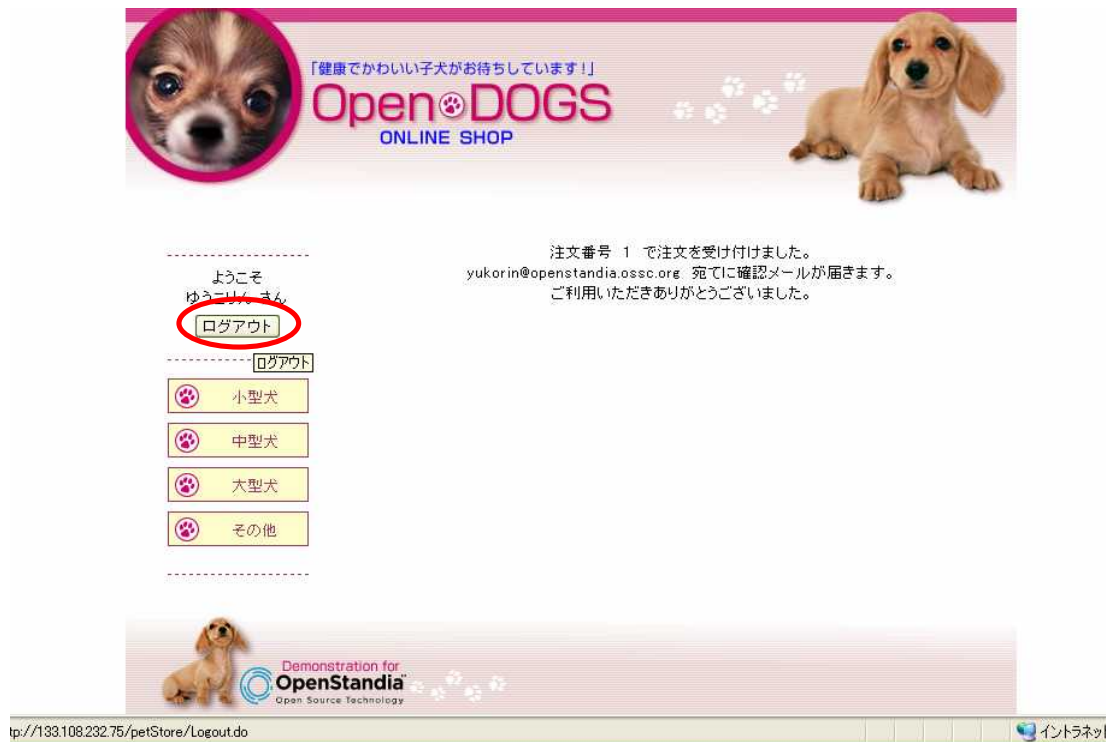 「健康でかわいい子犬がお待ちしています!」
Open DOGS
ONLINE SHOP
ようこそ
ゆうこりん さん
ログアウト
ログアウト
小型犬
中型犬
大型犬
その他
注文番号 1 で注文を受け付けました。
yukorin@openstandia.ossc.org 宛てに確認メールが届きます。
ご利用いただきありがとうございました。
Demonstration for
OpenStandia
Open Source Technology
tp://133.108.232.75/petStore/Logout.do
イントラネッ